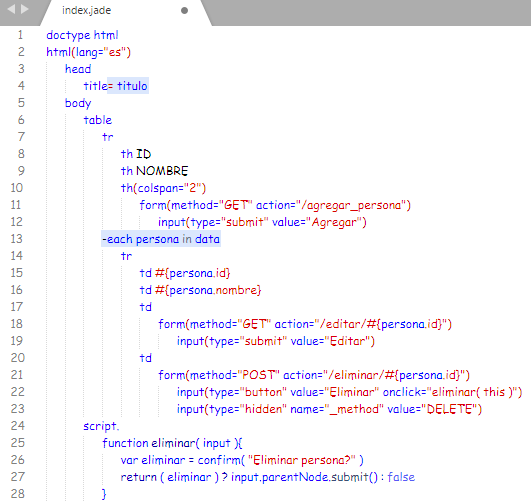 index.jade
1 doctype html
2 html(lang="es")
3 head
4 title= titulo
5 body
6 table
7 tr
8 th ID
9 th NOMBRE
10 th(colspan="2")
11 form(method="GET" action="/agregar_persona")
12 input(type="submit" value="Agregar")
13 -each persona in data
14 tr
15 td #{persona.id}
16 td #{persona.nombre}
17 td
18 form(method="GET" action="/editar/#{persona.id}")
19 input(type="submit" value="Editar")
20 td
21 form(method="POST" action="/eliminar/#{persona.id}")
22 input(type="button" value="Eliminar" onclick="eliminar( this )")
23 input(type="hidden" name="_method" value="DELETE")
24 script.
25 function eliminar( input ){
26 var eliminar = confirm( "Eliminar persona?" )
27 return ( eliminar ) ? input.parentNode.submit() : false
28 }